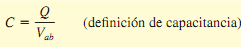 C = Q / V_ab (definición de capacitancia)